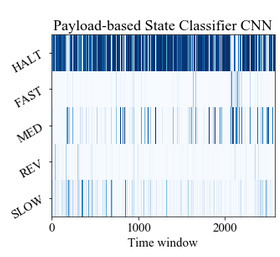 Payload-based State Classifier CNN
HALT
FAST
MED
REV
SLOW
0 1000 2000
Time window